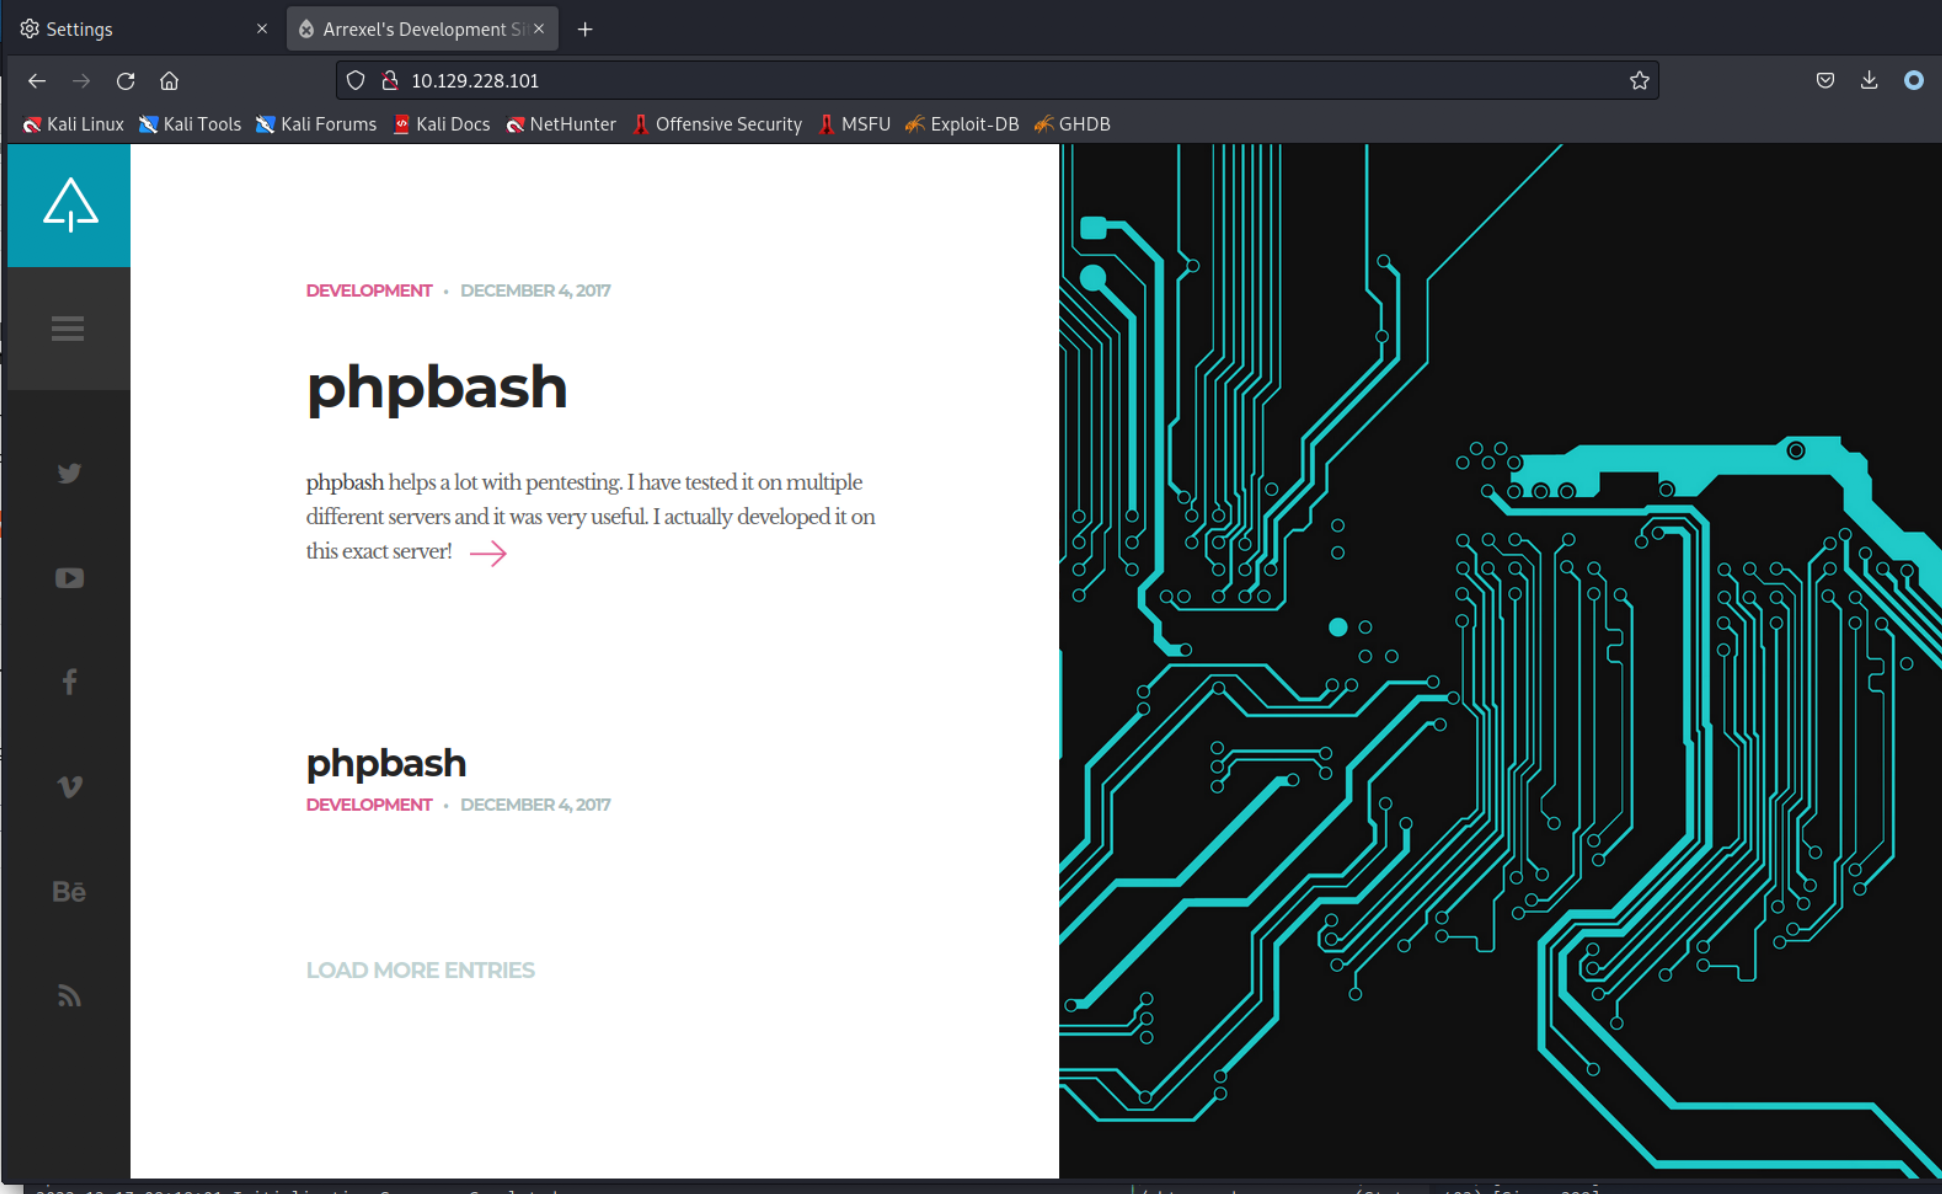 Settings
Arrexel's Development Si
10.129.228.101
Kali Linux Kali Tools Kali Forums Kali Docs NetHunter Offensive Security MSFU Exploit-DB GHDB
DEVELOPMENT • DECEMBER 4, 2017
phpbash
phpbash helps a lot with pentesting. I have tested it on multiple
different servers and it was very useful. I actually developed it on
this exact server!
phpbash
DEVELOPMENT • DECEMBER 4, 2017
Bē
LOAD MORE ENTRIES